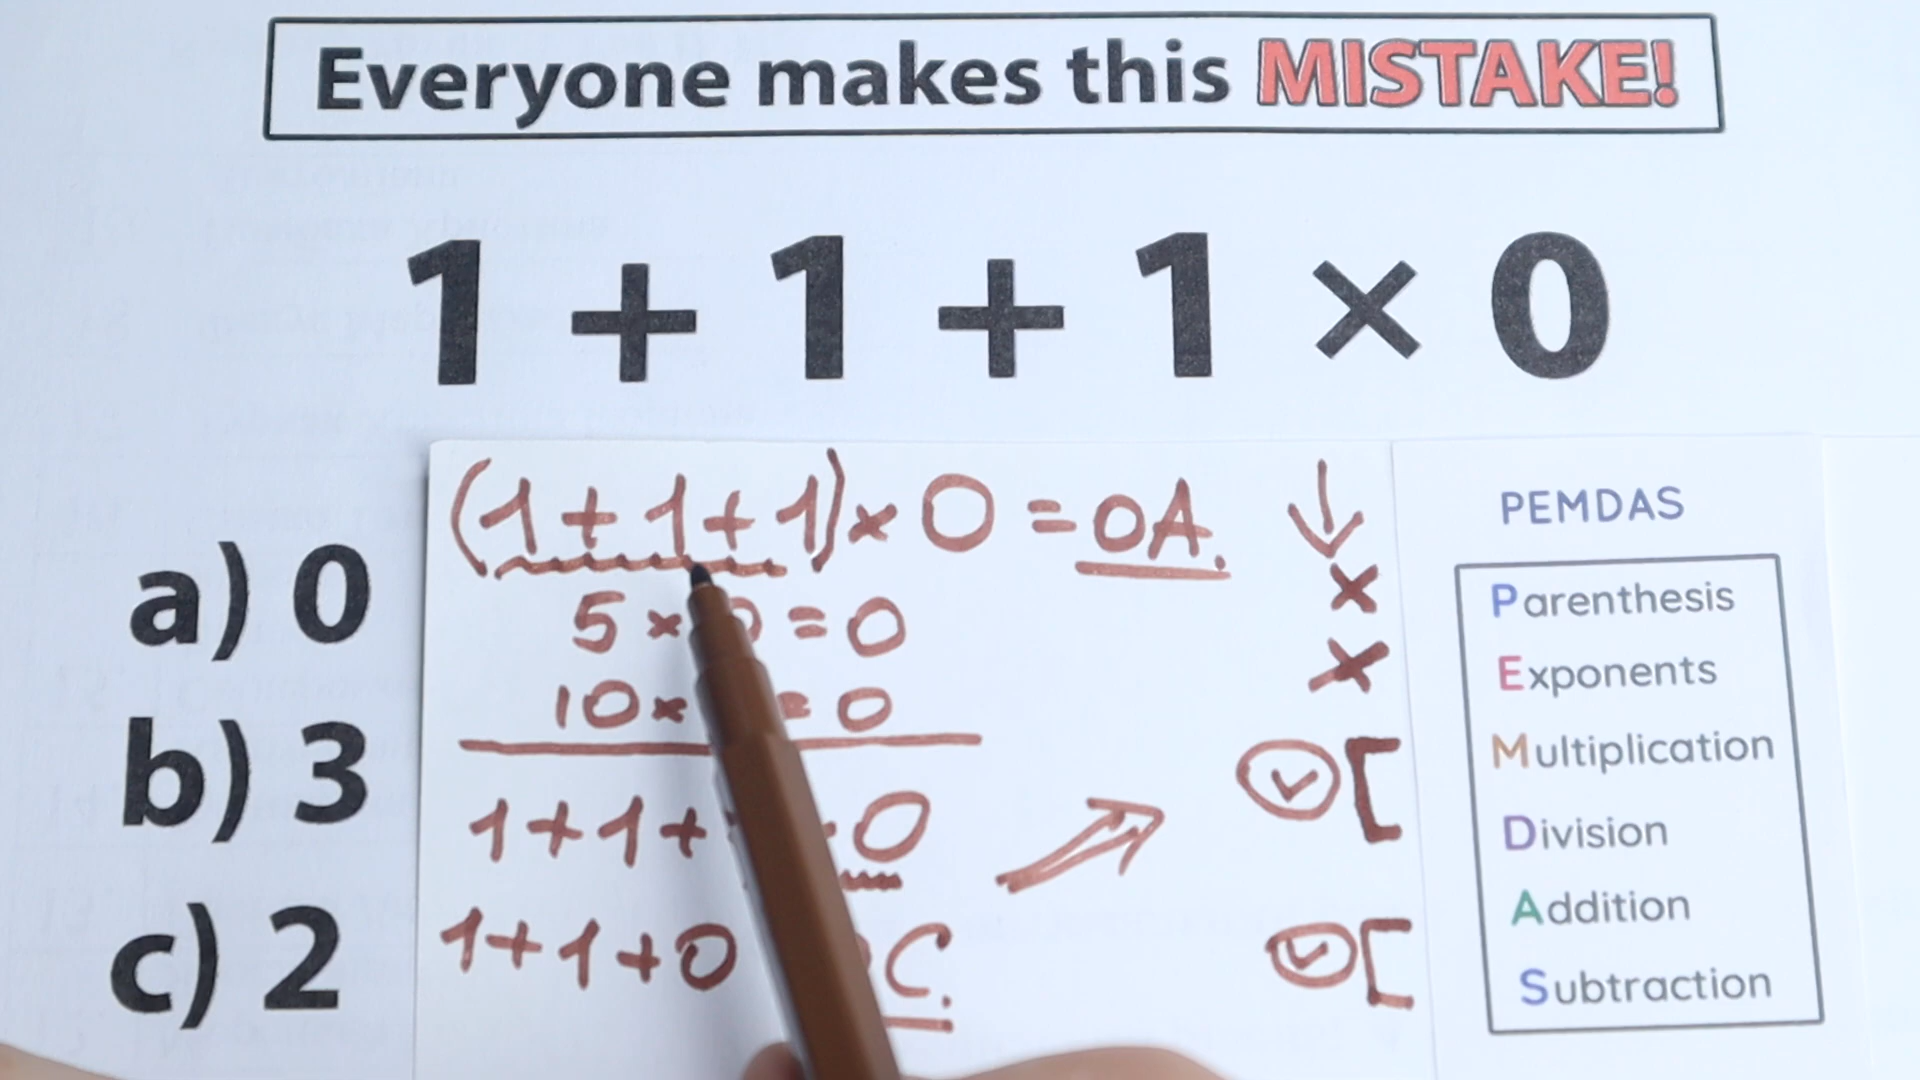 Everyone makes this MISTAKE!
1 + 1 + 1 × 0
a) 0
b) 3
c) 2
(1+1+1)×0=0A.
5×0=0
10× =0
1+1+ 0
1+1+0 C.
PEMDAS
Parenthesis
Exponents
Multiplication
Division
Addition
Subtraction